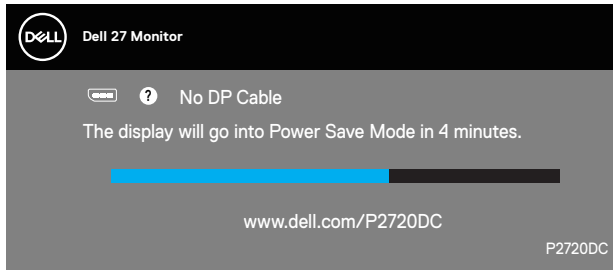 DELL
Dell 27 Monitor
? No DP Cable
The display will go into Power Save Mode in 4 minutes.
www.dell.com/P2720DC
P2720DC